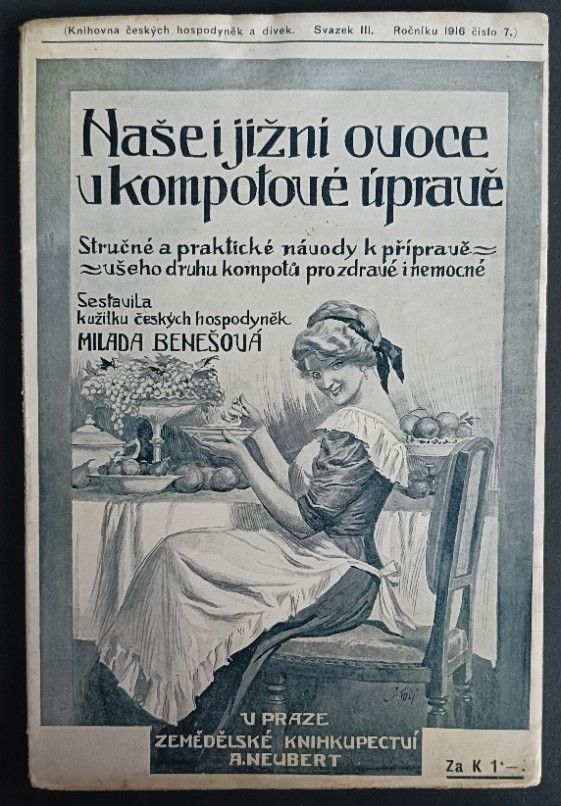 (Knihovna českých hospodyněk a dívek. Svazek III. Ročníku 1916 číslo 7.)
Naše i jižní ovoce
v kompotové úpravě
Stručné a praktické návody k přípravě
všeho druhu kompotů pro zdravé i nemocné
Sestavila
k užitku českých hospodyněk
MILADA BENEŠOVÁ
V PRAZE
ZEMĚDĚLSKÉ KNIHKUPECTVÍ
A. NEUBERT
Za K 1·—.